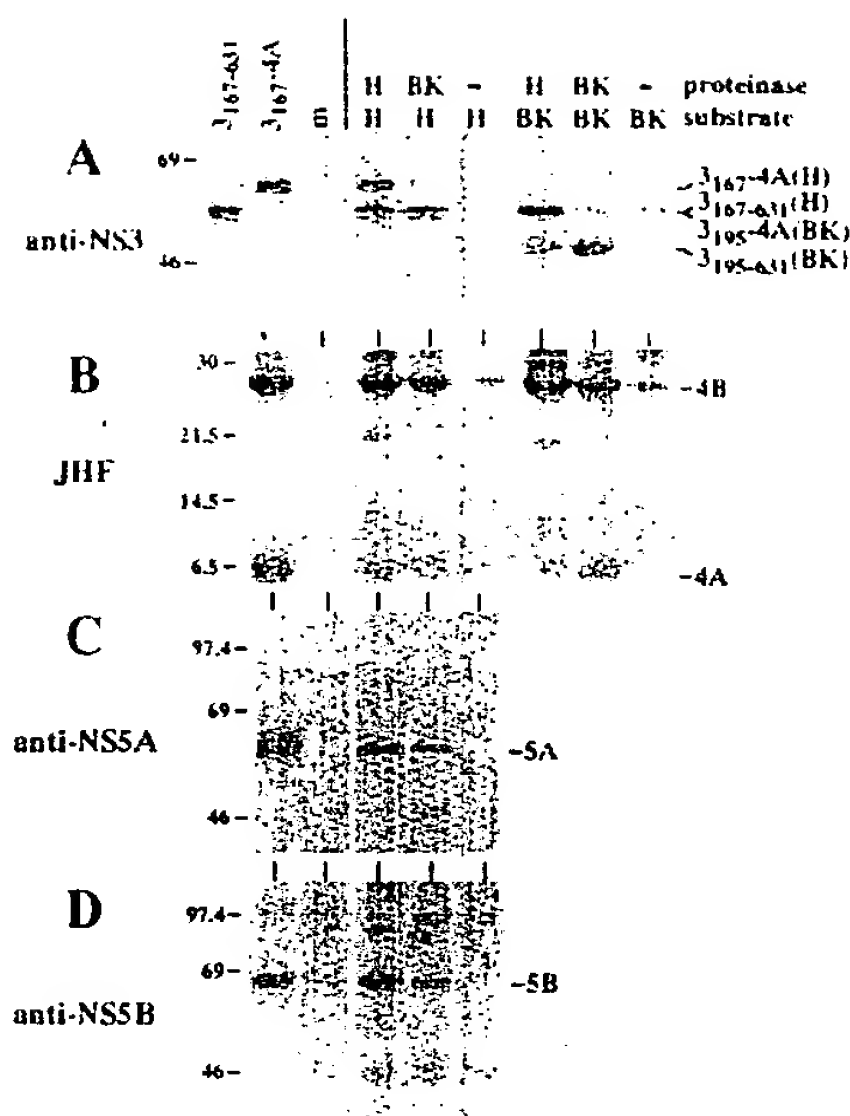 3167-631
3167-4A
m
H BK – H BK – proteinase
H H H BK BK BK substrate
A
69 –
anti-NS3
46 –
3167-4A(H)
3167-631(H)
3195-4A(BK)
3195-631(BK)
B
30 –
–4B
21.5 –
JHF
14.5 –
6.5 –
–4A
C
97.4 –
69 –
anti-NS5A
–5A
46 –
D
97.4 –
69 –
–5B
anti-NS5B
46 –